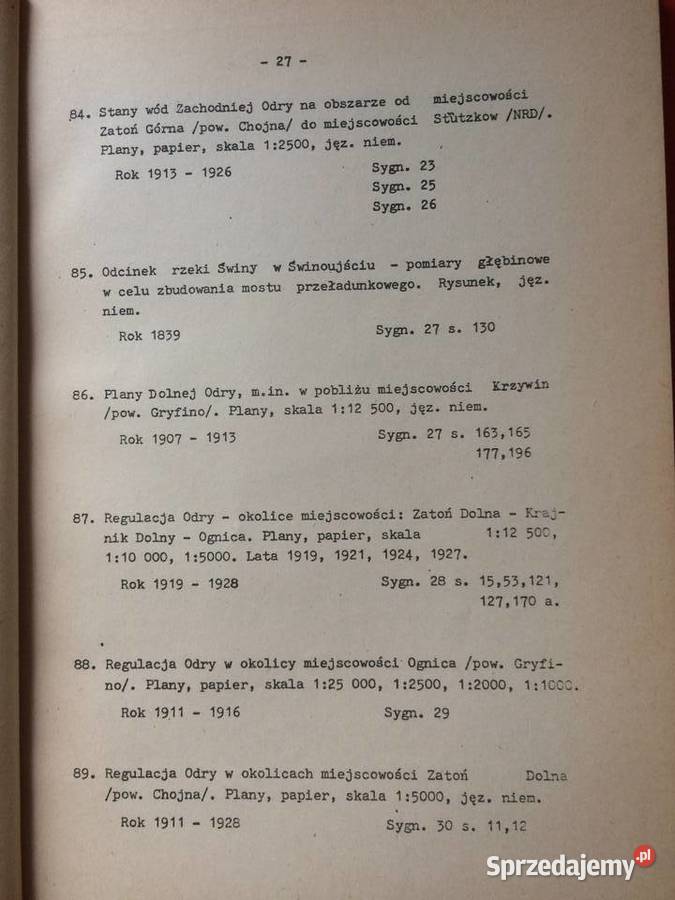 - 27 -
84. Stany wód Zachodniej Odry na obszarze od miejscowości
Zatoń Górna /pow. Chojna/ do miejscowości Stützkow /NRD/.
Plany, papier, skala 1:2500, jęz. niem.
Rok 1913 - 1926 Sygn. 23
Sygn. 25
Sygn. 26
85. Odcinek rzeki Świny w Świnoujściu - pomiary głębinowe
w celu zbudowania mostu przeładunkowego. Rysunek, jęz.
niem.
Rok 1839 Sygn. 27 s. 130
86. Plany Dolnej Odry, m.in. w pobliżu miejscowości Krzywin
/pow. Gryfino/. Plany, skala 1:12 500, jęz. niem.
Rok 1907 - 1913 Sygn. 27 s. 163,165
177,196
87. Regulacja Odry - okolice miejscowości: Zatoń Dolna - Kraj-
nik Dolny - Ognica. Plany, papier, skala 1:12 500,
1:10 000, 1:5000. Lata 1919, 1921, 1924, 1927.
Rok 1919 - 1928 Sygn. 28 s. 15,53,121,
127,170 a.
88. Regulacja Odry w okolicy miejscowości Ognica /pow. Gryfi-
no/. Plany, papier, skala 1:25 000, 1:2500, 1:2000, 1:1000.
Rok 1911 - 1916 Sygn. 29
89. Regulacja Odry w okolicach miejscowości Zatoń Dolna
/pow. Chojna/. Plany, papier, skala 1:5000, jęz. niem.
Rok 1911 - 1928 Sygn. 30 s. 11,12
Sprzedajemy.pl